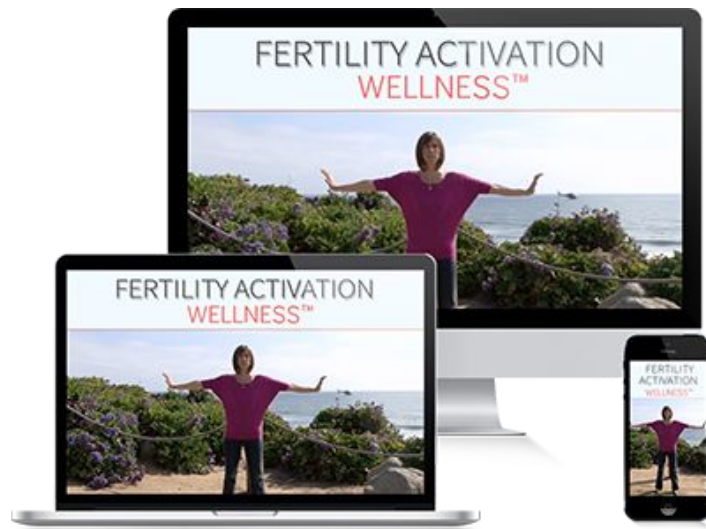 FERTILITY ACTIVATION
WELLNESS™
FERTILITY ACTIVATION
WELLNESS™
FERTILITY
ACTIVATION
WELLNESS™